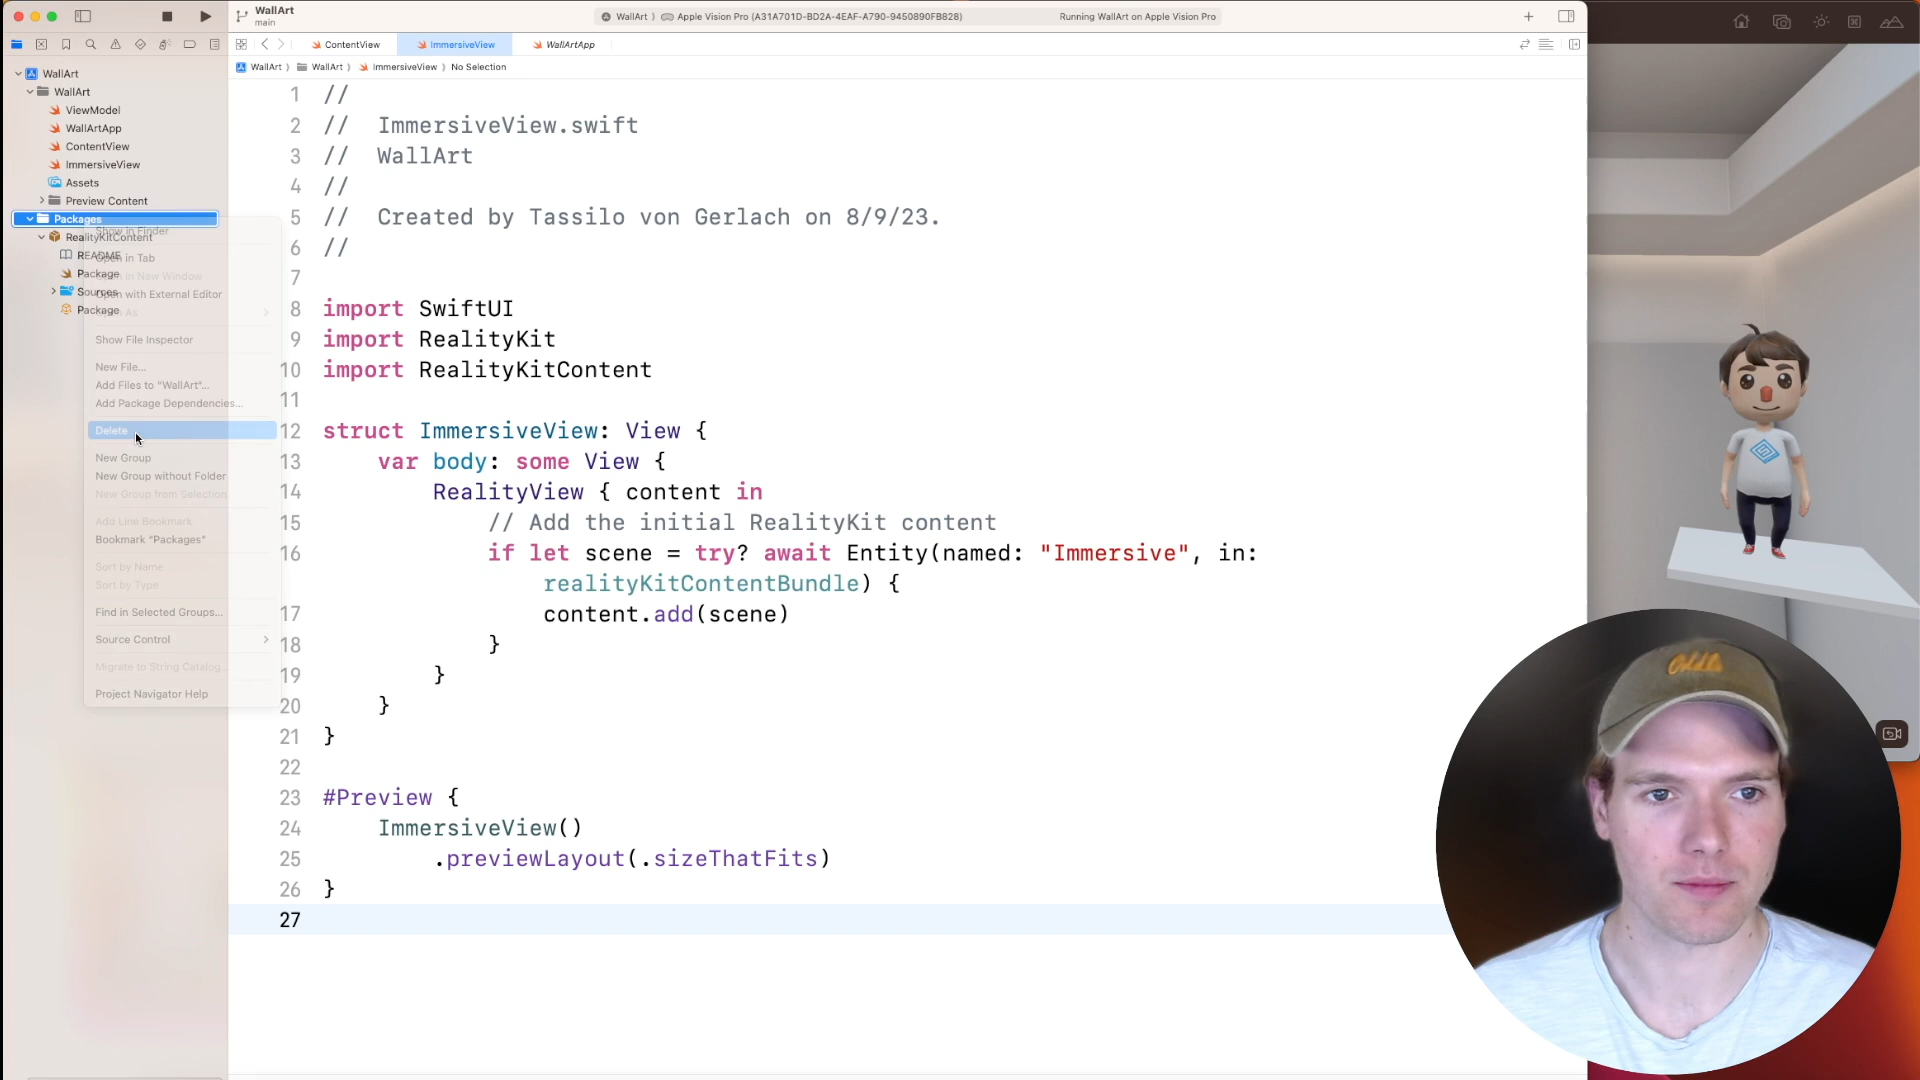 WallArt
main
WallArt
Apple Vision Pro (A31A701D-BD2A-4EAF-A790-9450890FB828)
Running WallArt on Apple Vision Pro
ContentView
ImmersiveView
WallArtApp
WallArt
WallArt
ImmersiveView
No Selection
WallArt
WallArt
ViewModel
WallArtApp
ContentView
ImmersiveView
Assets
Preview Content
Packages
RealityKitContent
README
Package
Sources
Package
Show in Finder
Open in Tab
Open in New Window
Open with External Editor
Show File Inspector
New File...
Add Files to "WallArt"...
Add Package Dependencies...
Delete
New Group
New Group without Folder
New Group from Selection
Add Line Bookmark
Bookmark "Packages"
Sort by Name
Sort by Type
Find in Selected Groups...
Source Control
Migrate to String Catalog...
Project Navigator Help
1 //
2 // ImmersiveView.swift
3 // WallArt
4 //
5 // Created by Tassilo von Gerlach on 8/9/23.
6 //
7
8 import SwiftUI
9 import RealityKit
10 import RealityKitContent
11
12 struct ImmersiveView: View {
13 var body: some View {
14 RealityView { content in
15 // Add the initial RealityKit content
16 if let scene = try? await Entity(named: "Immersive", in:
realityKitContentBundle) {
17 content.add(scene)
18 }
19 }
20 }
21 }
22
23 #Preview {
24 ImmersiveView()
25 .previewLayout(.sizeThatFits)
26 }
27